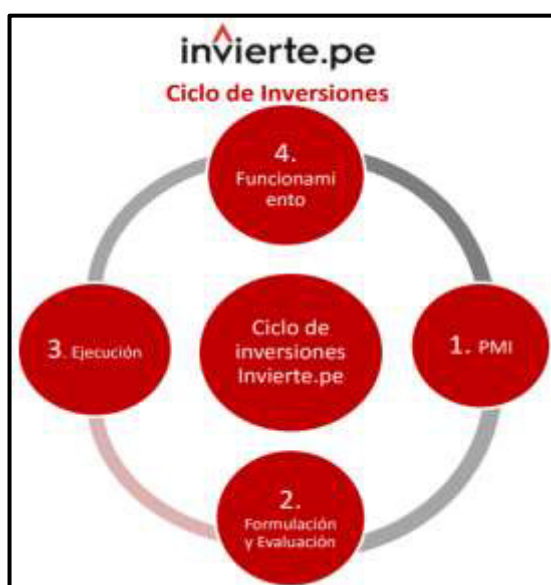 invierte.pe
Ciclo de Inversiones
4.
Funcionami
ento
3. Ejecución
Ciclo de
inversiones
Invierte.pe
1. PMI
2.
Formulación
y Evaluación